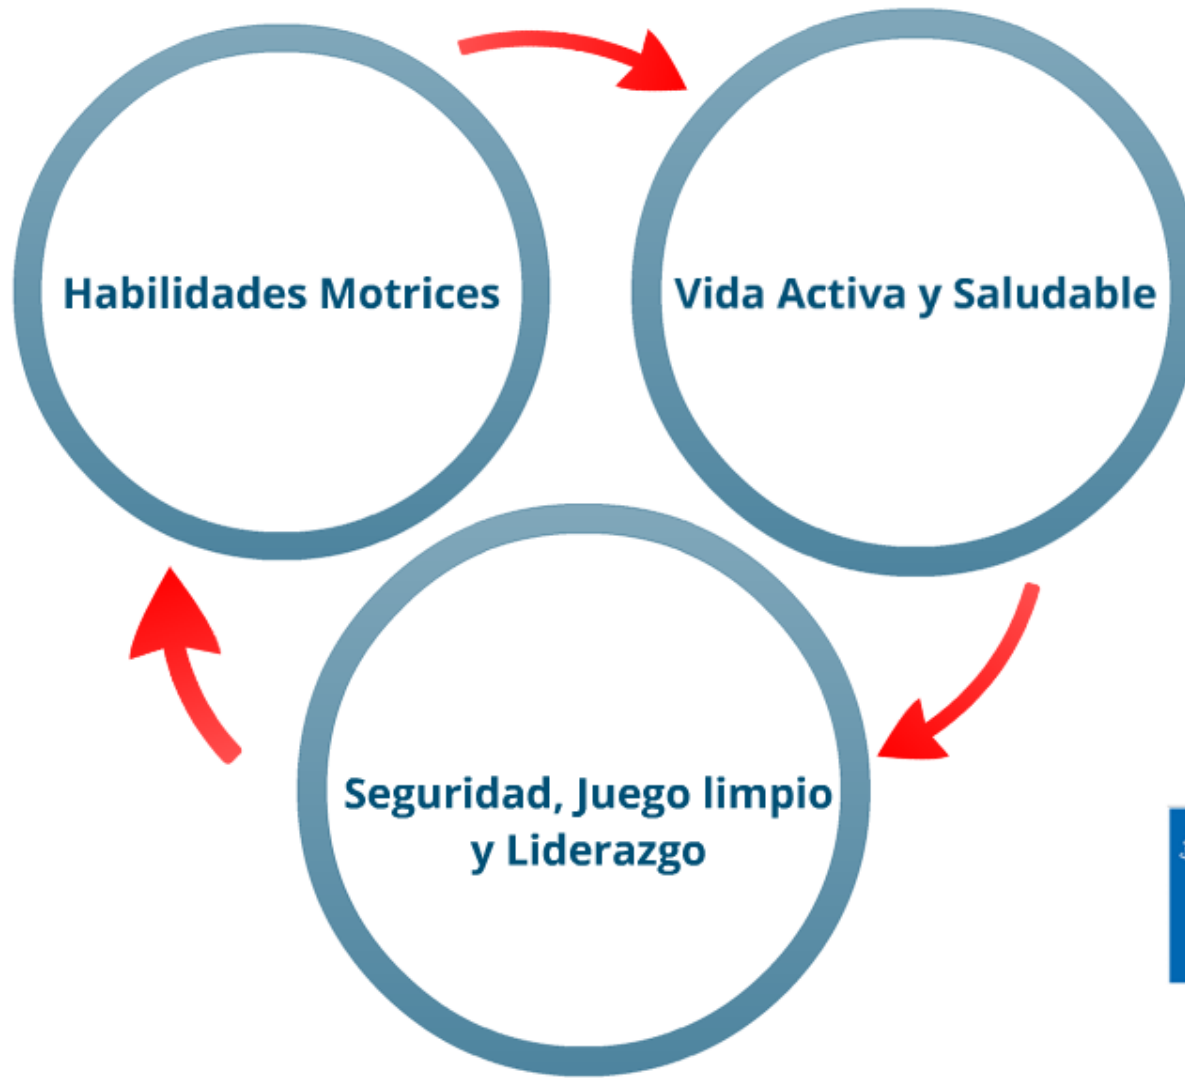 Habilidades Motrices
Vida Activa y Saludable
Seguridad, Juego limpio
y Liderazgo